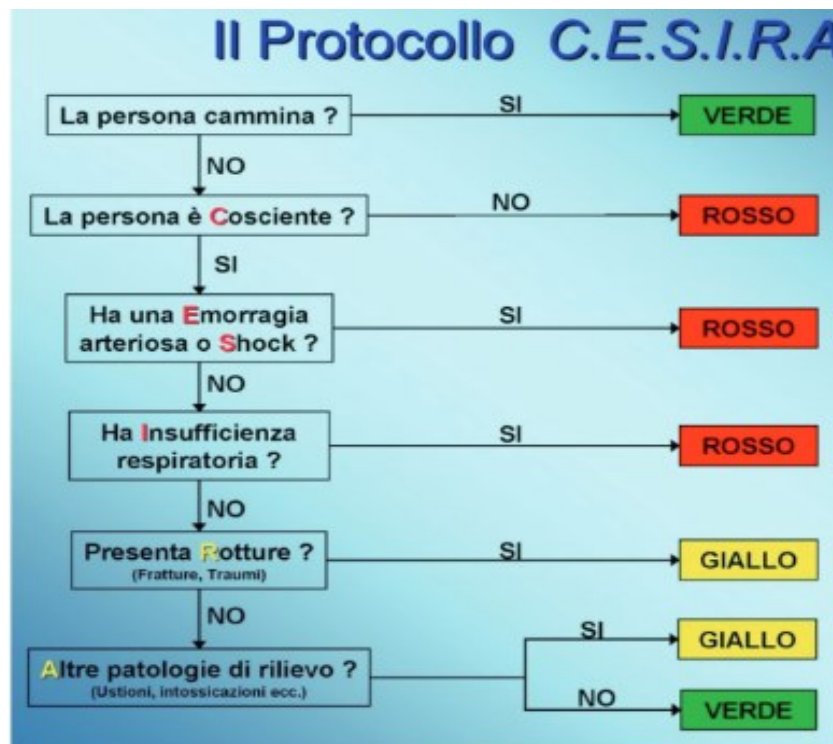 Il Protocollo C.E.S.I.R.A
La persona cammina ?
SI
VERDE
NO
La persona è Cosciente ?
NO
ROSSO
SI
Ha una Emorragia
arteriosa o Shock ?
SI
ROSSO
NO
Ha Insufficienza
respiratoria ?
SI
ROSSO
NO
Presenta Rotture ?
(Fratture, Traumi)
SI
GIALLO
NO
Altre patologie di rilievo ?
(Ustioni, intossicazioni ecc.)
SI
GIALLO
NO
VERDE